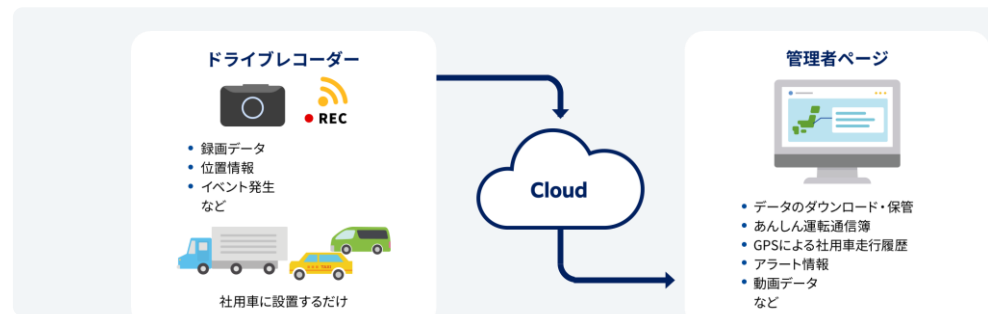 ドライブレコーダー
REC
・録画データ
・位置情報
・イベント発生
など
社用車に設置するだけ
Cloud
管理者ページ
・データのダウンロード・保管
・あんしん運転通信簿
・GPSによる社用車走行履歴
・アラート情報
・動画データ
など